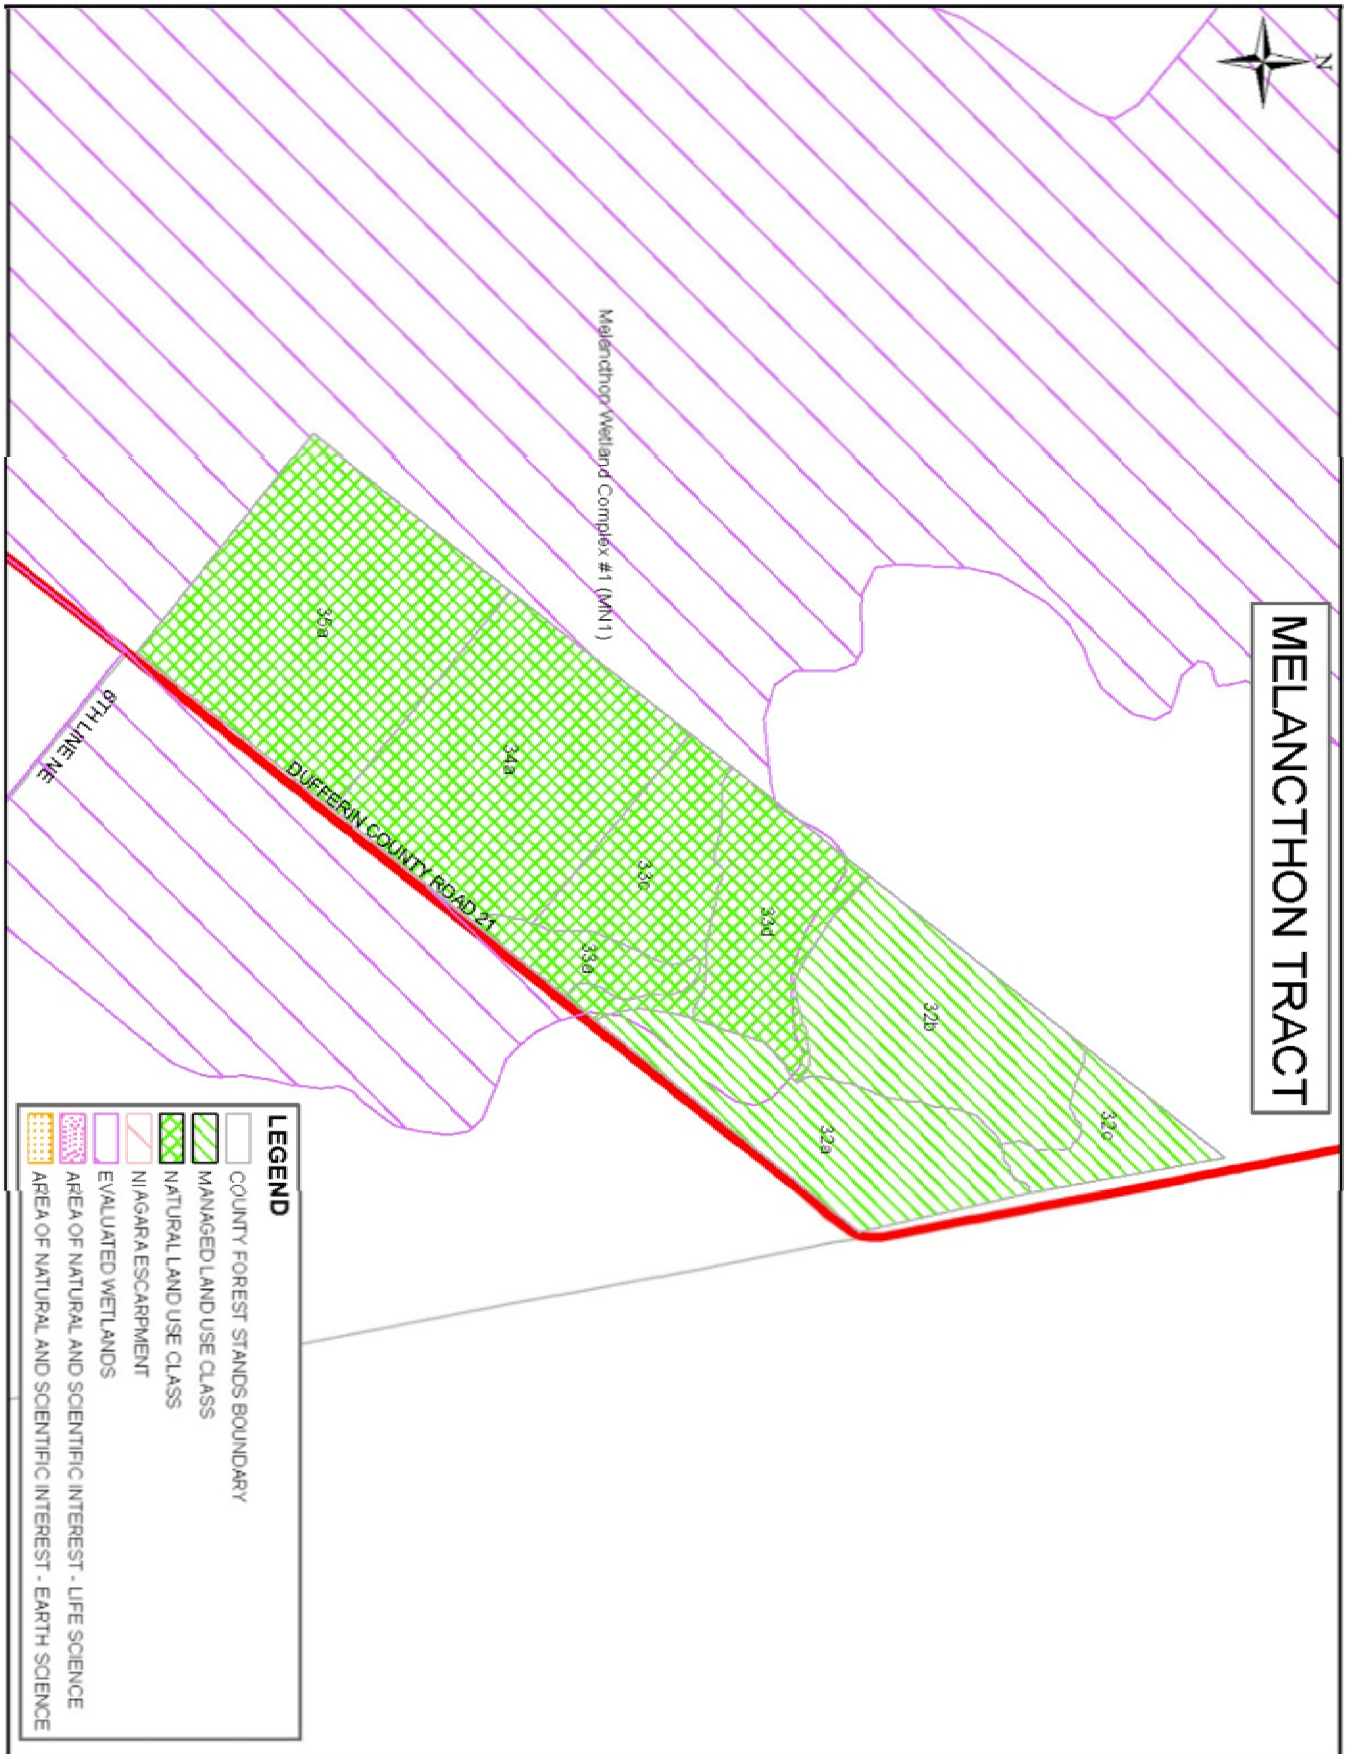 N
MELANCTHON TRACT
Melancthon Wetland Complex #1 (MN1)
32c
32b
32a
33d
33c
33a
34a
35a
DUFFERIN COUNTY ROAD 21
6TH LINE NE
LEGEND
COUNTY FOREST STANDS BOUNDARY
MANAGED LAND USE CLASS
NATURAL LAND USE CLASS
NIAGARA ESCARPMENT
EVALUATED WETLANDS
AREA OF NATURAL AND SCIENTIFIC INTEREST - LIFE SCIENCE
AREA OF NATURAL AND SCIENTIFIC INTEREST - EARTH SCIENCE